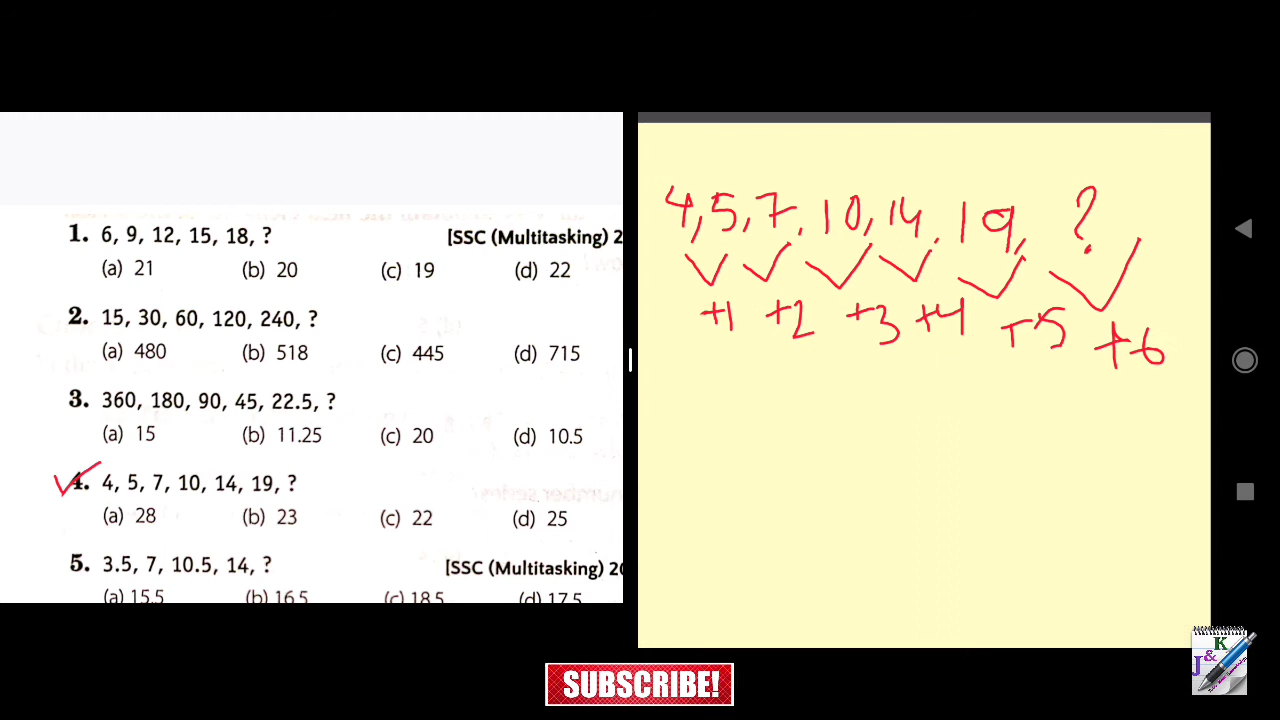 1. 6, 9, 12, 15, 18, ? [SSC (Multitasking) 2
(a) 21 (b) 20 (c) 19 (d) 22
2. 15, 30, 60, 120, 240, ?
(a) 480 (b) 518 (c) 445 (d) 715
3. 360, 180, 90, 45, 22.5, ?
(a) 15 (b) 11.25 (c) 20 (d) 10.5
4. 4, 5, 7, 10, 14, 19, ?
(a) 28 (b) 23 (c) 22 (d) 25
5. 3.5, 7, 10.5, 14, ? [SSC (Multitasking) 20
(a) 15.5 (b) 16.5 (c) 18.5 (d) 17.5
4, 5, 7, 10, 14, 19, ?
+1 +2 +3 +4 +5 +6
SUBSCRIBE!
J&K